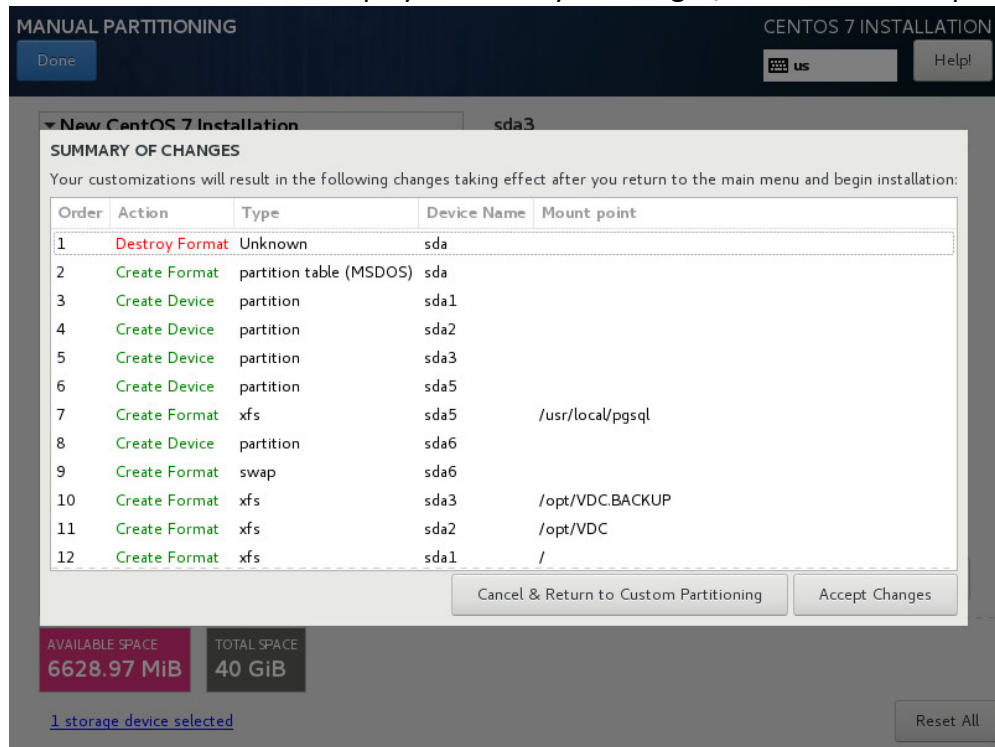 MANUAL PARTITIONING
CENTOS 7 INSTALLATION
Done
us
Help!
New CentOS 7 Installation
sda3
SUMMARY OF CHANGES
Your customizations will result in the following changes taking effect after you return to the main menu and begin installation:
Order Action Type Device Name Mount point
1 Destroy Format Unknown sda
2 Create Format partition table (MSDOS) sda
3 Create Device partition sda1
4 Create Device partition sda2
5 Create Device partition sda3
6 Create Device partition sda5
7 Create Format xfs sda5 /usr/local/pgsql
8 Create Device partition sda6
9 Create Format swap sda6
10 Create Format xfs sda3 /opt/VDC.BACKUP
11 Create Format xfs sda2 /opt/VDC
12 Create Format xfs sda1 /
Cancel & Return to Custom Partitioning
Accept Changes
AVAILABLE SPACE
6628.97 MiB
TOTAL SPACE
40 GiB
1 storage device selected
Reset All